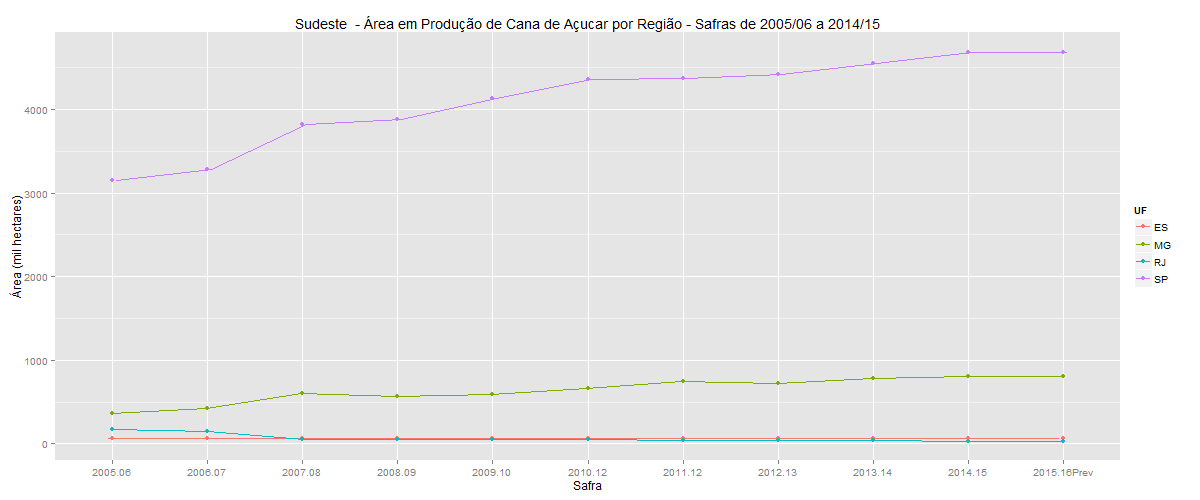 Sudeste  - Área em Produção de Cana de Açucar por Região - Safras de 2005/06 a 2014/15
Área (mil hectares)
4000
3000
2000
1000
0
2005.06 2006.07 2007.08 2008.09 2009.10 2010.12 2011.12 2012.13 2013.14 2014.15 2015.16Prev
Safra
UF
ES
MG
RJ
SP